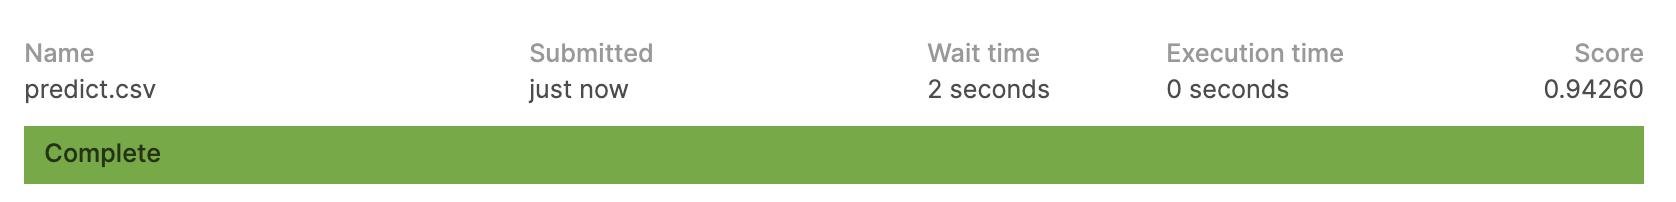 Name Submitted Wait time Execution time Score
predict.csv just now 2 seconds 0 seconds 0.94260
Complete